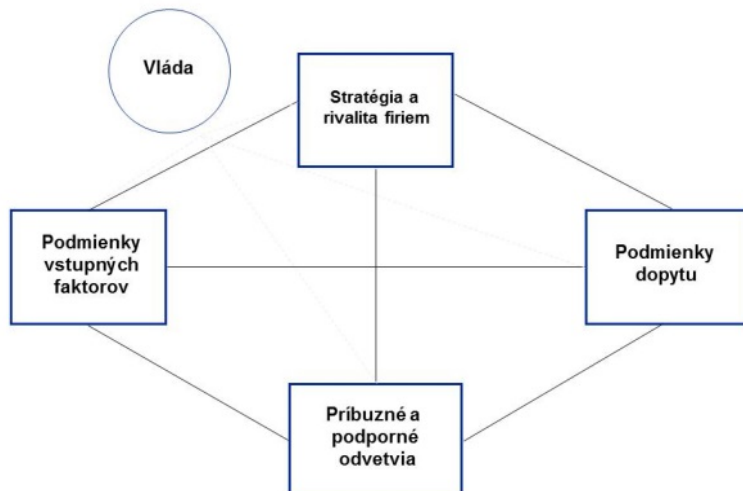 Vláda
Stratégia a
rivalita firiem
Podmienky
vstupných
faktorov
Podmienky
dopytu
Príbuzné a
podporné
odvetvia